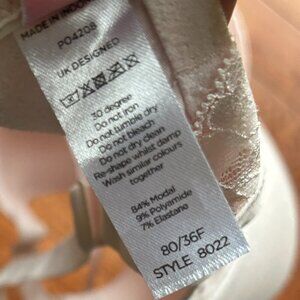 MADE IN INDON
PO4208
UK DESIGNED
30 degree
Do not iron
Do not tumble dry
Do not bleach
Do not dry clean
Re-shape whilst damp
Wash similar colours
together
84% Modal
9% Polyamide
7% Elastane
80/36F
STYLE 8022